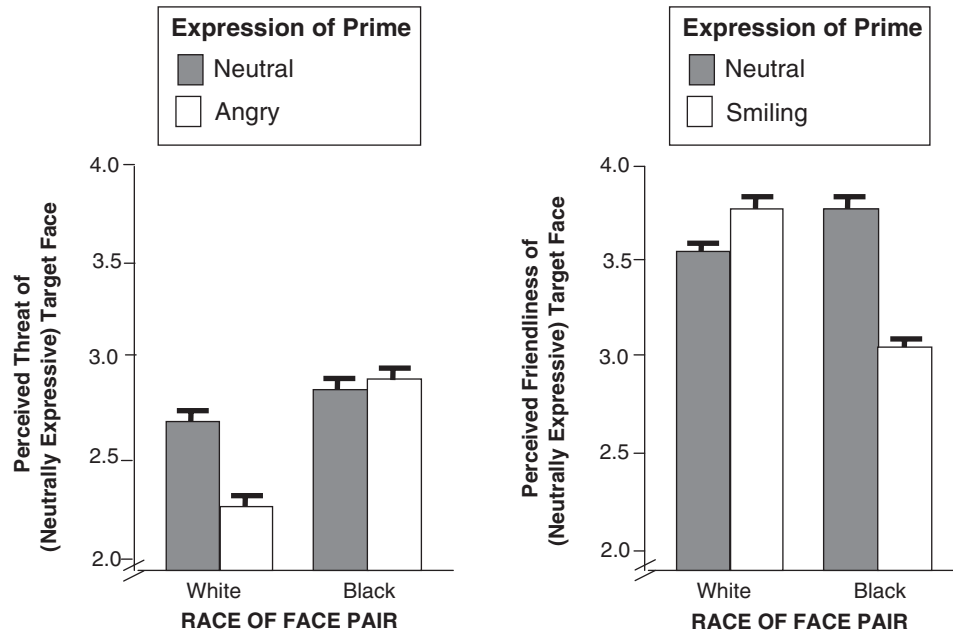 Expression of Prime
Neutral
Angry
4.0
3.5
3.0
2.5
2.0
Perceived Threat of
(Neutrally Expressive) Target Face
White
Black
RACE OF FACE PAIR
Expression of Prime
Neutral
Smiling
4.0
3.5
3.0
2.5
2.0
Perceived Friendliness of
(Neutrally Expressive) Target Face
White
Black
RACE OF FACE PAIR